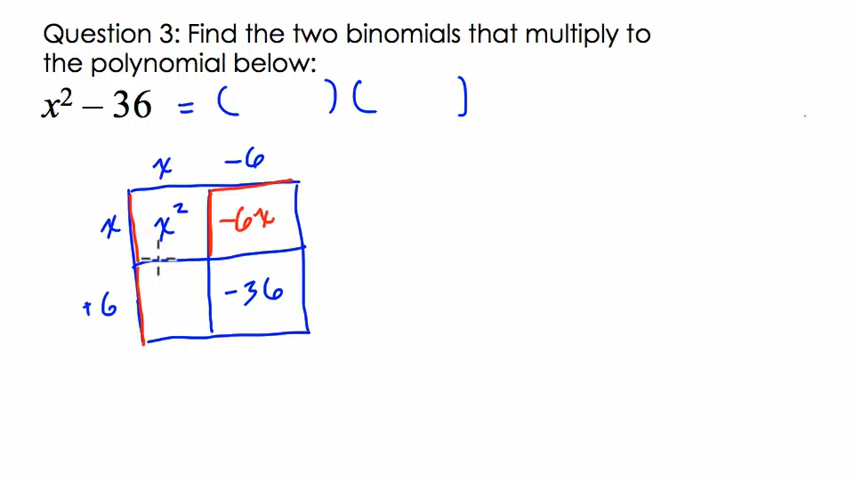 Question 3: Find the two binomials that multiply to
the polynomial below:
x² – 36 = (        ) (        )
x   -6
x   x²   -6x
+6   -36